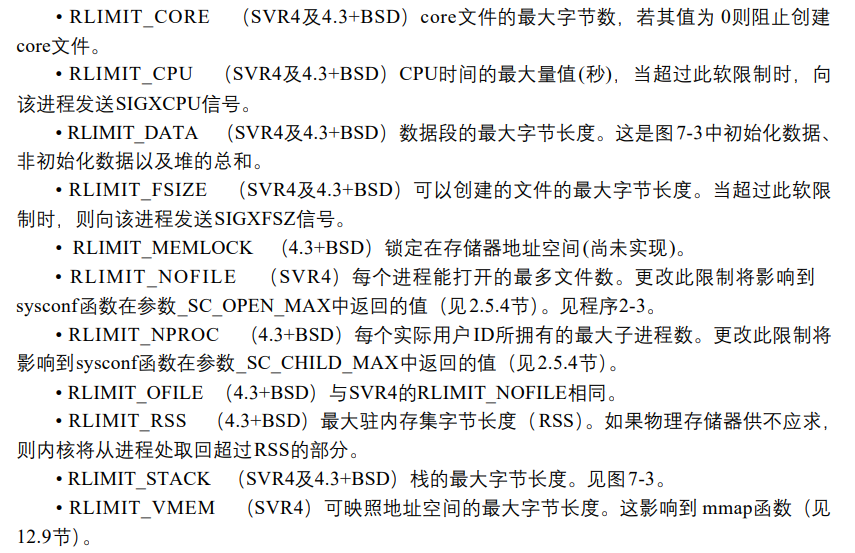 • RLIMIT_CORE （SVR4及4.3+BSD）core文件的最大字节数，若其值为 0则阻止创建
core文件。
• RLIMIT_CPU （SVR4及4.3+BSD）CPU时间的最大量值(秒)，当超过此软限制时，向
该进程发送SIGXCPU信号。
• RLIMIT_DATA （SVR4及4.3+BSD）数据段的最大字节长度。这是图7-3中初始化数据、
非初始化数据以及堆的总和。
• RLIMIT_FSIZE （SVR4及4.3+BSD）可以创建的文件的最大字节长度。当超过此软限
制时，则向该进程发送SIGXFSZ信号。
• RLIMIT_MEMLOCK （4.3+BSD）锁定在存储器地址空间(尚未实现)。
• RLIMIT_NOFILE （SVR4）每个进程能打开的最多文件数。更改此限制将影响到
sysconf函数在参数_SC_OPEN_MAX中返回的值（见2.5.4节）。见程序2-3。
• RLIMIT_NPROC （4.3+BSD）每个实际用户ID所拥有的最大子进程数。更改此限制将
影响到sysconf函数在参数_SC_CHILD_MAX中返回的值（见2.5.4节）。
• RLIMIT_OFILE （4.3+BSD）与SVR4的RLIMIT_NOFILE相同。
• RLIMIT_RSS （4.3+BSD）最大驻内存集字节长度（RSS）。如果物理存储器供不应求，
则内核将从进程处取回超过RSS的部分。
• RLIMIT_STACK （SVR4及4.3+BSD）栈的最大字节长度。见图7-3。
• RLIMIT_VMEM （SVR4）可映照地址空间的最大字节长度。这影响到 mmap函数（见
12.9节）。